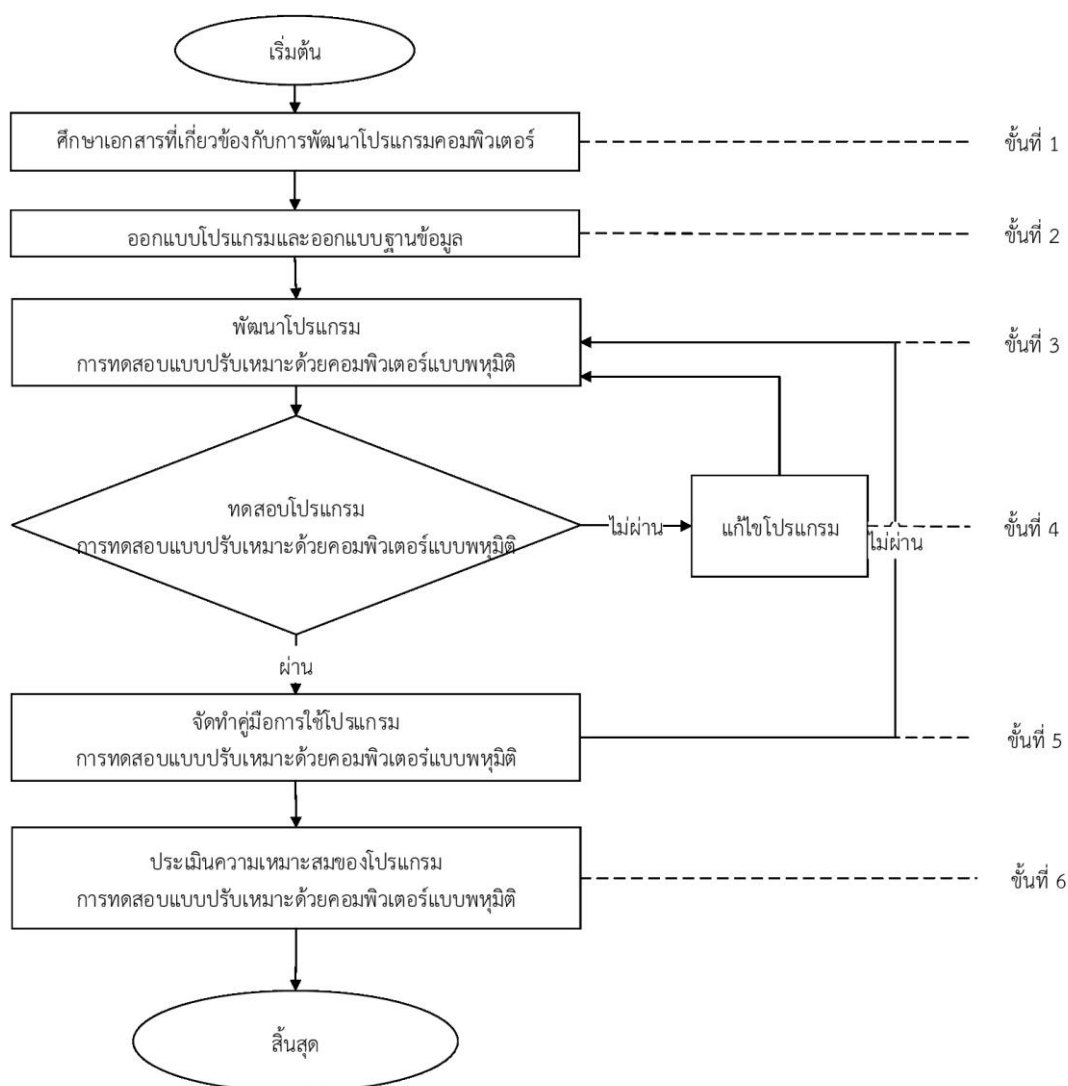 เริ่มต้น
ศึกษาเอกสารที่เกี่ยวข้องกับการพัฒนาโปรแกรมคอมพิวเตอร์
ขั้นที่ 1
ออกแบบโปรแกรมและออกแบบฐานข้อมูล
ขั้นที่ 2
พัฒนาโปรแกรม
การทดสอบแบบปรับเหมาะด้วยคอมพิวเตอร์แบบพหุมิติ
ขั้นที่ 3
ทดสอบโปรแกรม
การทดสอบแบบปรับเหมาะด้วยคอมพิวเตอร์แบบพหุมิติ
ไม่ผ่าน
แก้ไขโปรแกรม
ไม่ผ่าน
ขั้นที่ 4
ผ่าน
จัดทำคู่มือการใช้โปรแกรม
การทดสอบแบบปรับเหมาะด้วยคอมพิวเตอร์แบบพหุมิติ
ขั้นที่ 5
ประเมินความเหมาะสมของโปรแกรม
การทดสอบแบบปรับเหมาะด้วยคอมพิวเตอร์แบบพหุมิติ
ขั้นที่ 6
สิ้นสุด